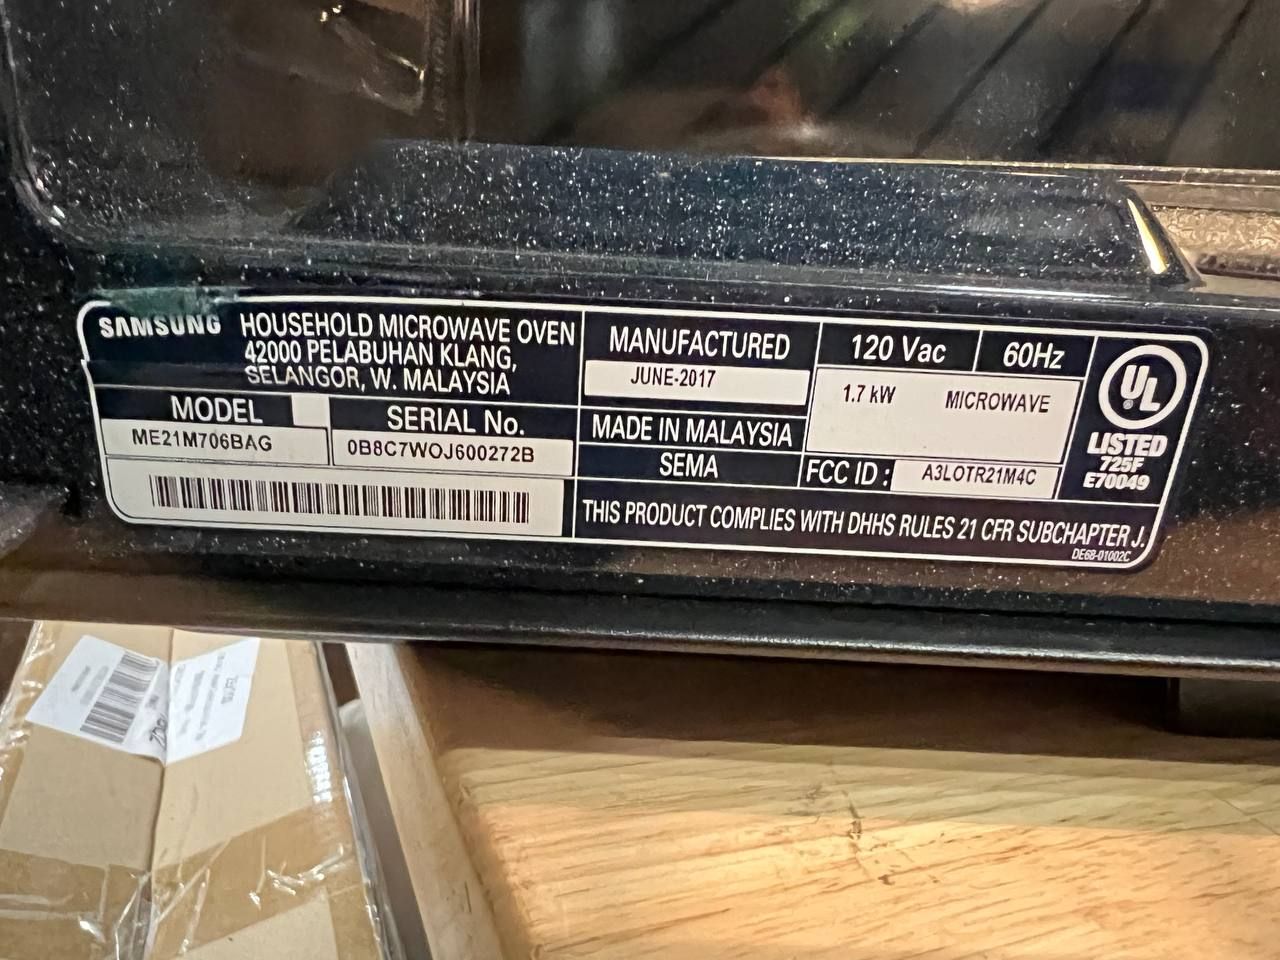 SAMSUNG
HOUSEHOLD MICROWAVE OVEN
42000 PELABUHAN KLANG,
SELANGOR, W. MALAYSIA
MODEL
ME21M706BAG
SERIAL No.
0B8C7WOJ600272B
MANUFACTURED
JUNE-2017
MADE IN MALAYSIA
SEMA
120 Vac
60Hz
1.7 kW MICROWAVE
FCC ID : A3LOTR21M4C
UL
LISTED
725F
E70049
THIS PRODUCT COMPLIES WITH DHHS RULES 21 CFR SUBCHAPTER J.
DE68-01002C